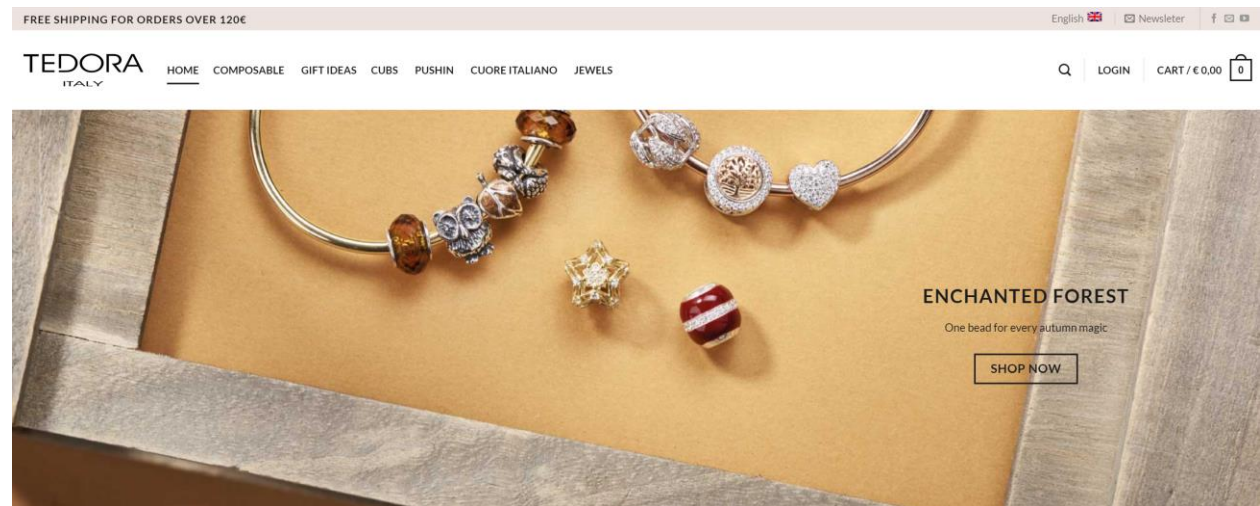 FREE SHIPPING FOR ORDERS OVER 120€
English
Newsleter
TEDORA
ITALY
HOME COMPOSABLE GIFT IDEAS CUBS PUSHIN CUORE ITALIANO JEWELS
LOGIN
CART / € 0,00 0
ENCHANTED FOREST
One bead for every autumn magic
SHOP NOW